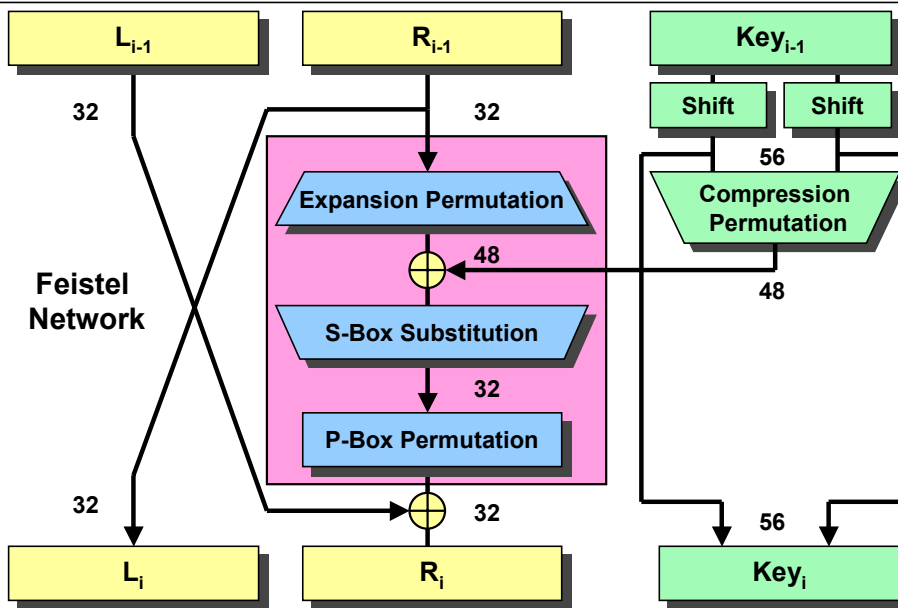 L_{i-1}
R_{i-1}
Key_{i-1}
32
32
Shift
Shift
56
Expansion Permutation
Compression
Permutation
48
48
Feistel
Network
S-Box Substitution
32
P-Box Permutation
32
32
56
L_i
R_i
Key_i